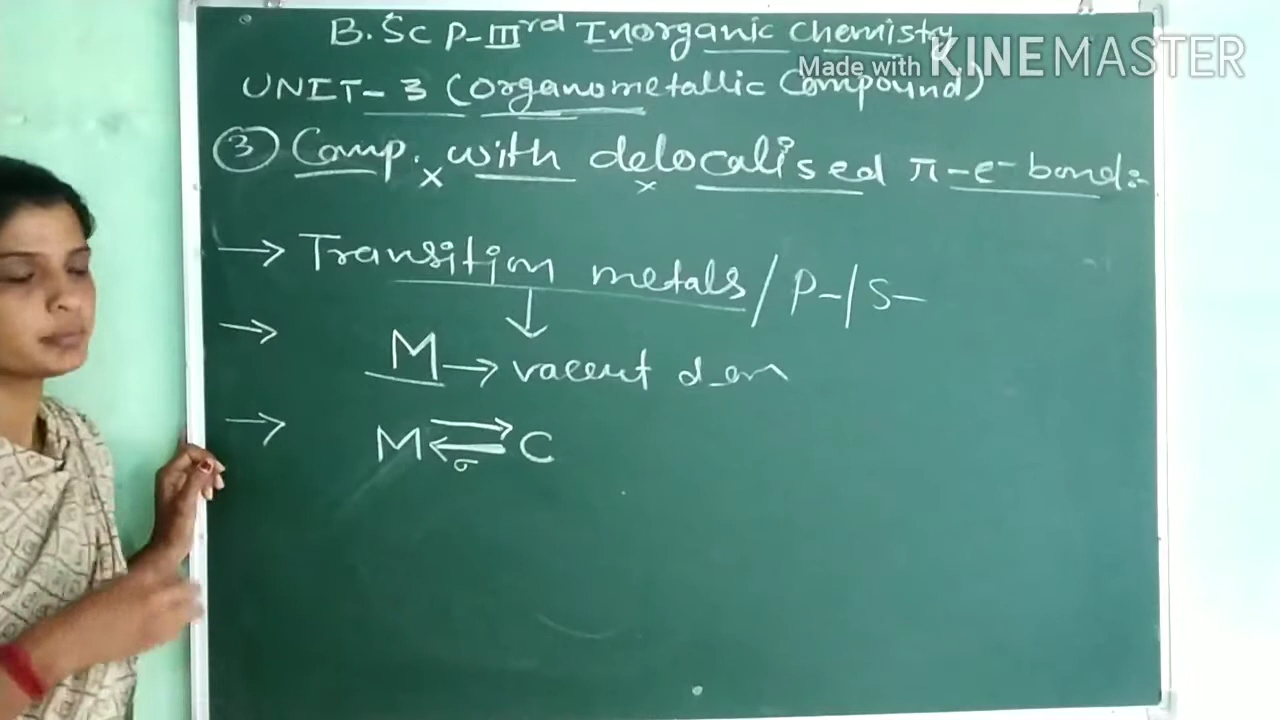 B.Sc P-IIIrd Inorganic Chemistry
Made with KINEMASTER
UNIT-3 (Organometallic Compound)
③ Comp. with delocalised π-e- bond:-
→ Transition metals / P-/ S-
→ M → vacent d
→ M ⇌ C
σ